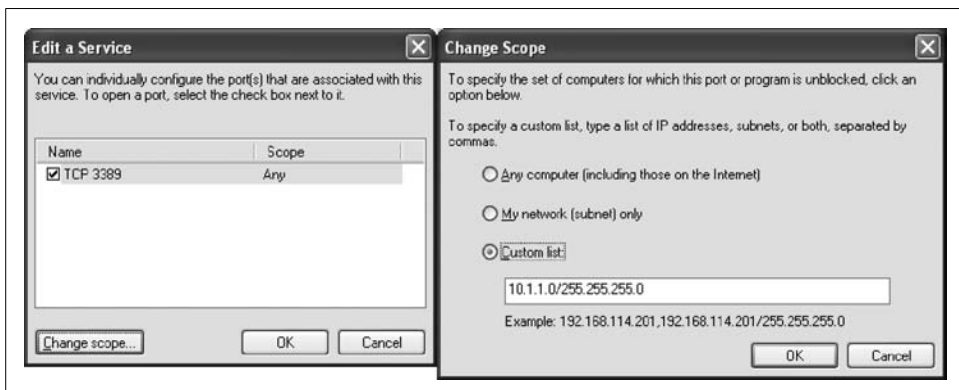 Edit a Service
You can individually configure the port(s) that are associated with this
service. To open a port, select the check box next to it.
Name Scope
TCP 3389 Any
Change scope...
OK
Cancel
Change Scope
To specify the set of computers for which this port or program is unblocked, click an
option below.
To specify a custom list, type a list of IP addresses, subnets, or both, separated by
commas.
Any computer (including those on the Internet)
My network (subnet) only
Custom list:
10.1.1.0/255.255.255.0
Example: 192.168.114.201,192.168.114.201/255.255.255.0
OK
Cancel